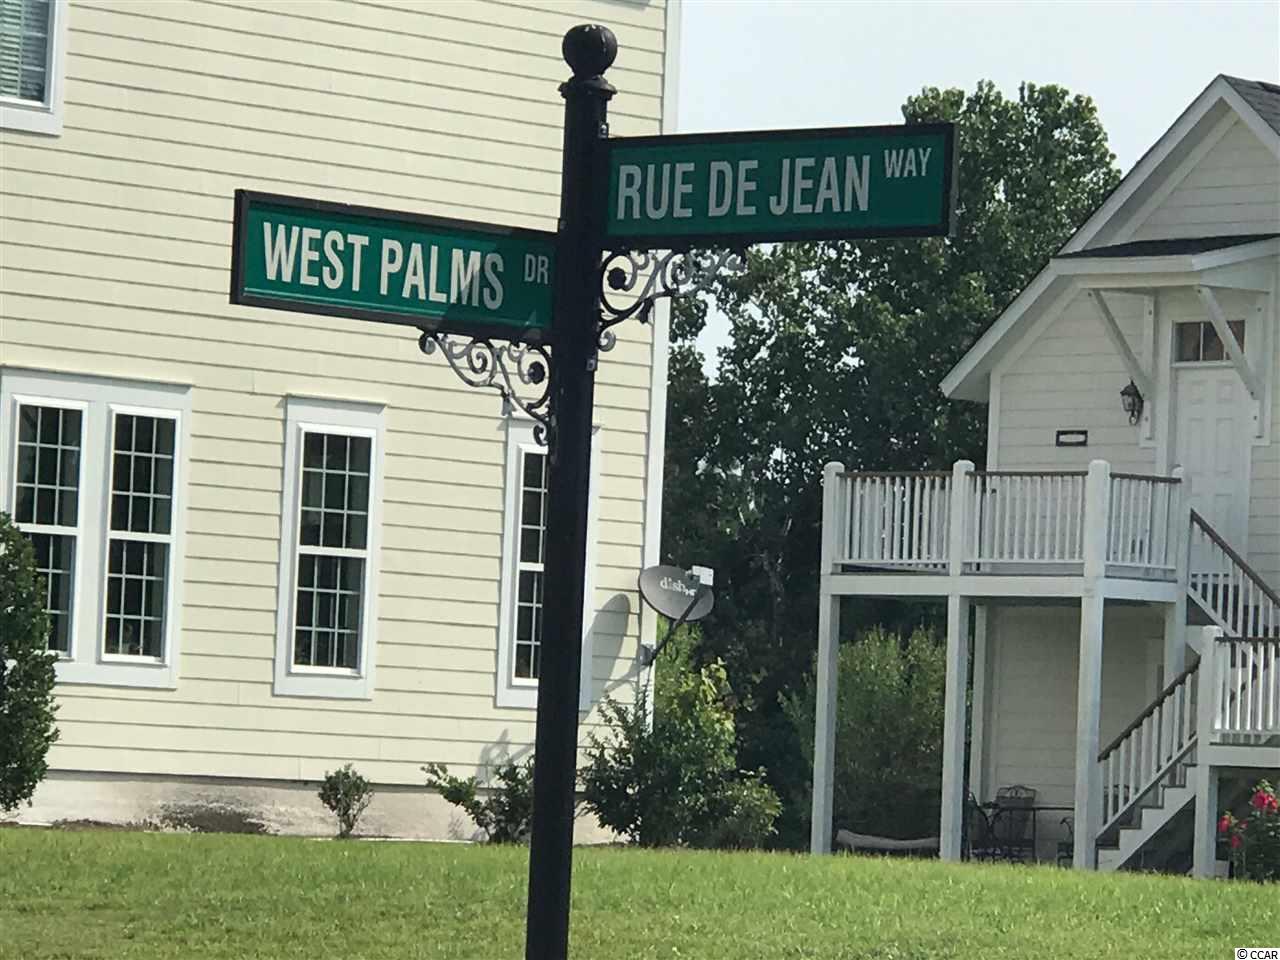 RUE DE JEAN WAY
WEST PALMS DR
dish
© CCAR